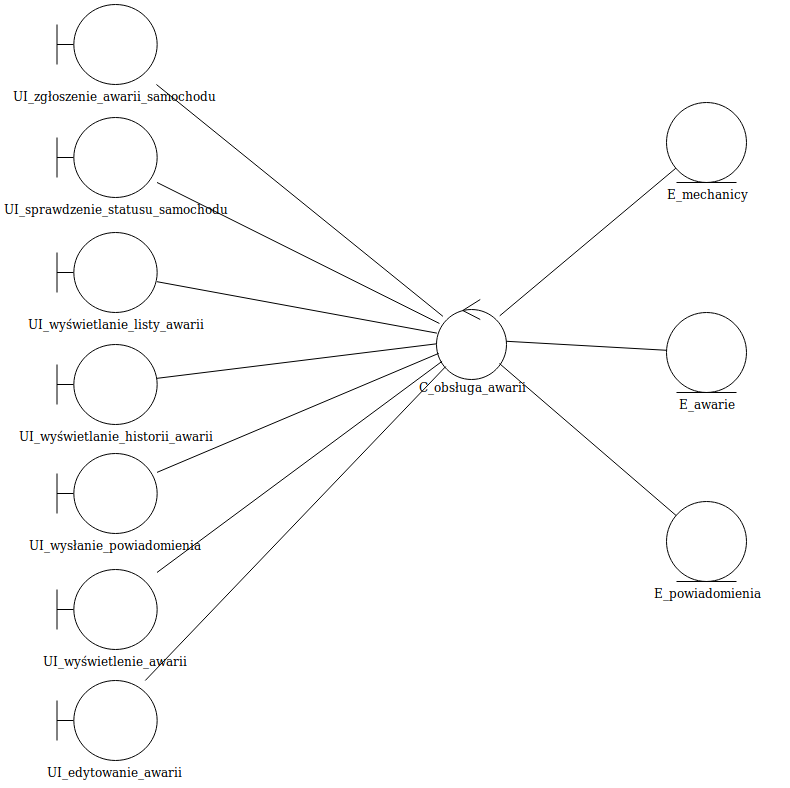 UI_zgłoszenie_awarii_samochodu
UI_sprawdzenie_statusu_samochodu
UI_wyświetlanie_listy_awarii
UI_wyświetlanie_historii_awarii
UI_wysłanie_powiadomienia
UI_wyświetlenie_awarii
UI_edytowanie_awarii
C_obsługa_awarii
E_mechanicy
E_awarie
E_powiadomienia